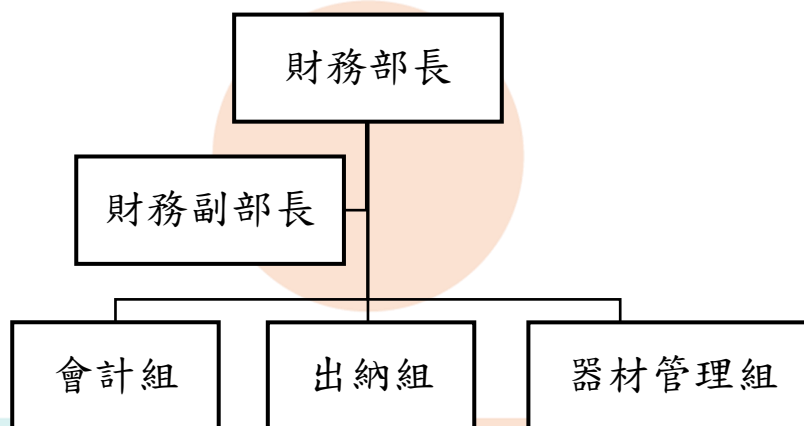 財務部長
財務副部長
會計組
出納組
器材管理組